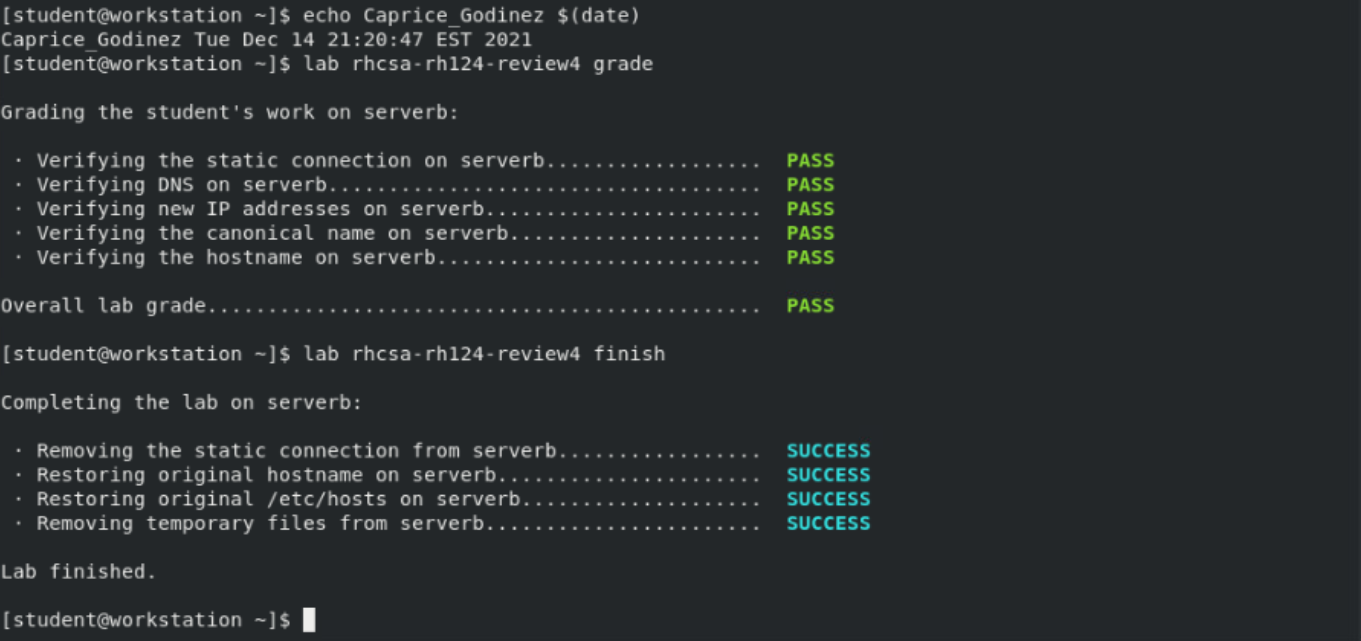 [student@workstation ~]$ echo Caprice_Godinez $(date)
Caprice_Godinez Tue Dec 14 21:20:47 EST 2021
[student@workstation ~]$ lab rhcsa-rh124-review4 grade
Grading the student's work on serverb:
· Verifying the static connection on serverb.................. PASS
· Verifying DNS on serverb.................................... PASS
· Verifying new IP addresses on serverb....................... PASS
· Verifying the canonical name on serverb..................... PASS
· Verifying the hostname on serverb........................... PASS
Overall lab grade.............................................. PASS
[student@workstation ~]$ lab rhcsa-rh124-review4 finish
Completing the lab on serverb:
· Removing the static connection from serverb................. SUCCESS
· Restoring original hostname on serverb...................... SUCCESS
· Restoring original /etc/hosts on serverb.................... SUCCESS
· Removing temporary files from serverb....................... SUCCESS
Lab finished.
[student@workstation ~]$